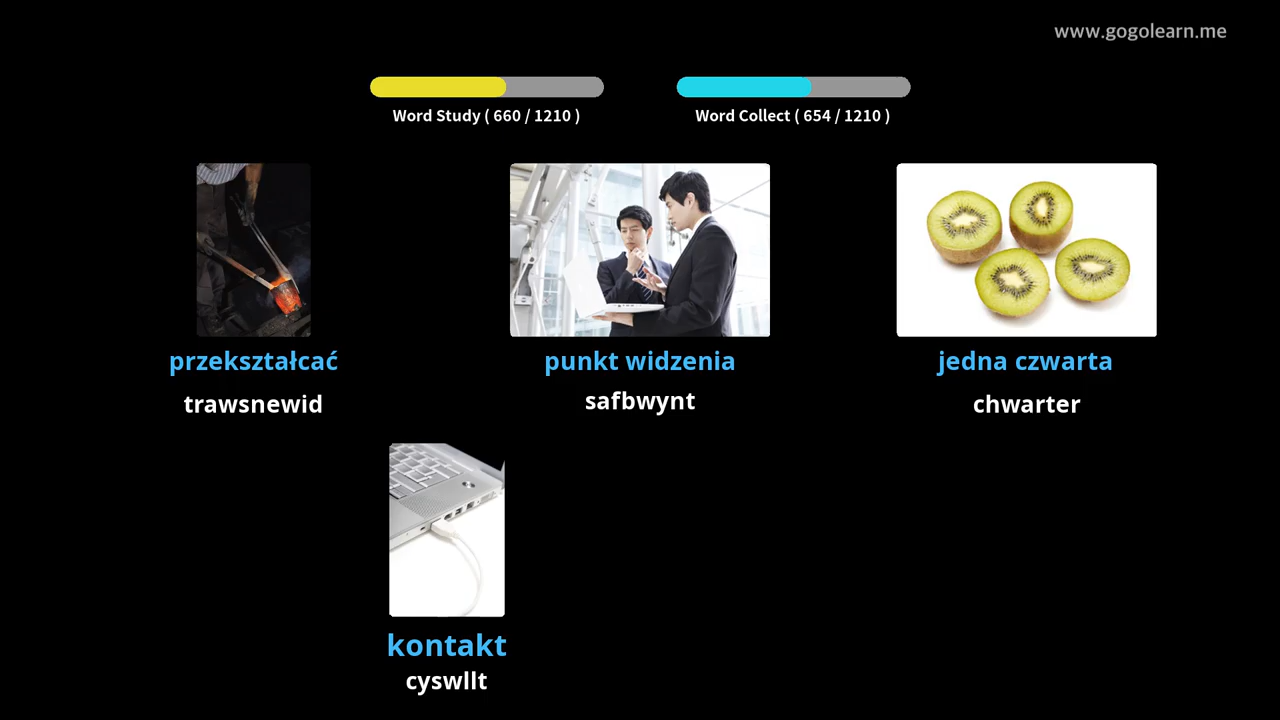 www.gogolearn.me
Word Study ( 660 / 1210 )
Word Collect ( 654 / 1210 )
przekształcać
punkt widzenia
jedna czwarta
trawsnewid
safbwynt
chwarter
kontakt
cyswllt